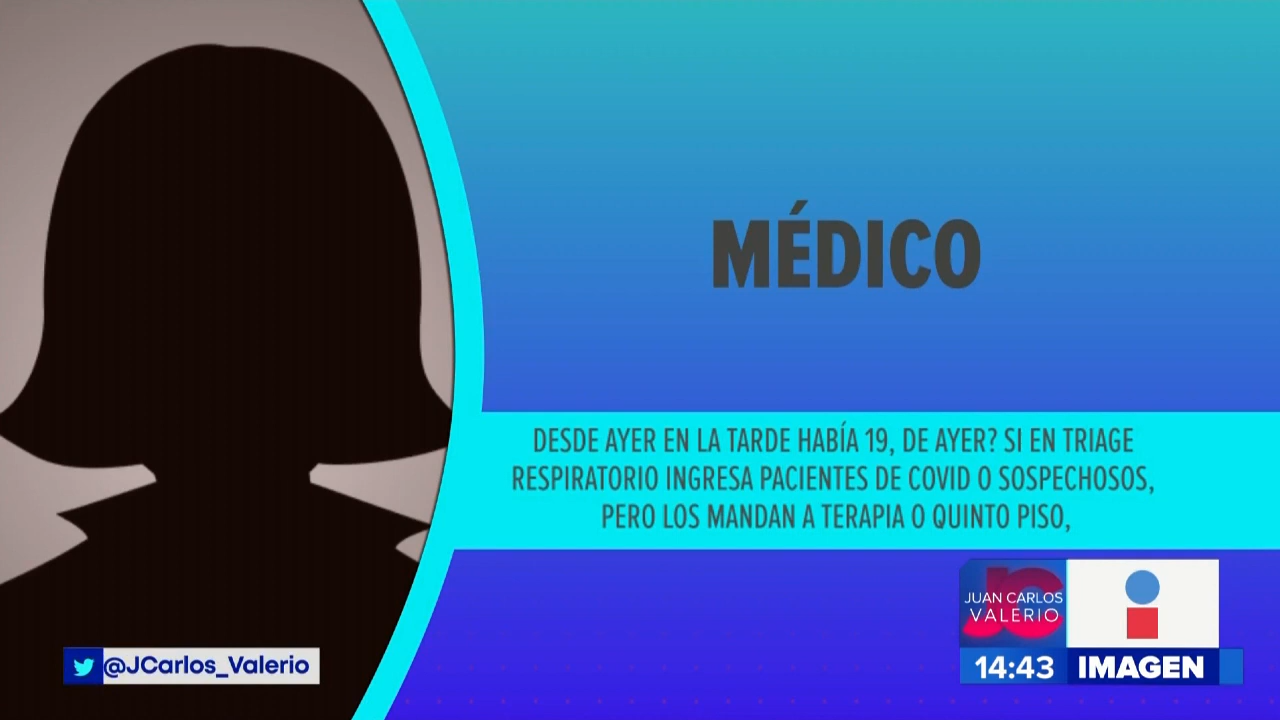 MÉDICO
DESDE AYER EN LA TARDE HABÍA 19, DE AYER? SI EN TRIAGE
RESPIRATORIO INGRESA PACIENTES DE COVID O SOSPECHOSOS,
PERO LOS MANDAN A TERAPIA O QUINTO PISO,
@JCarlos_Valerio
JC
JUAN CARLOS
VALERIO
14:43 IMAGEN